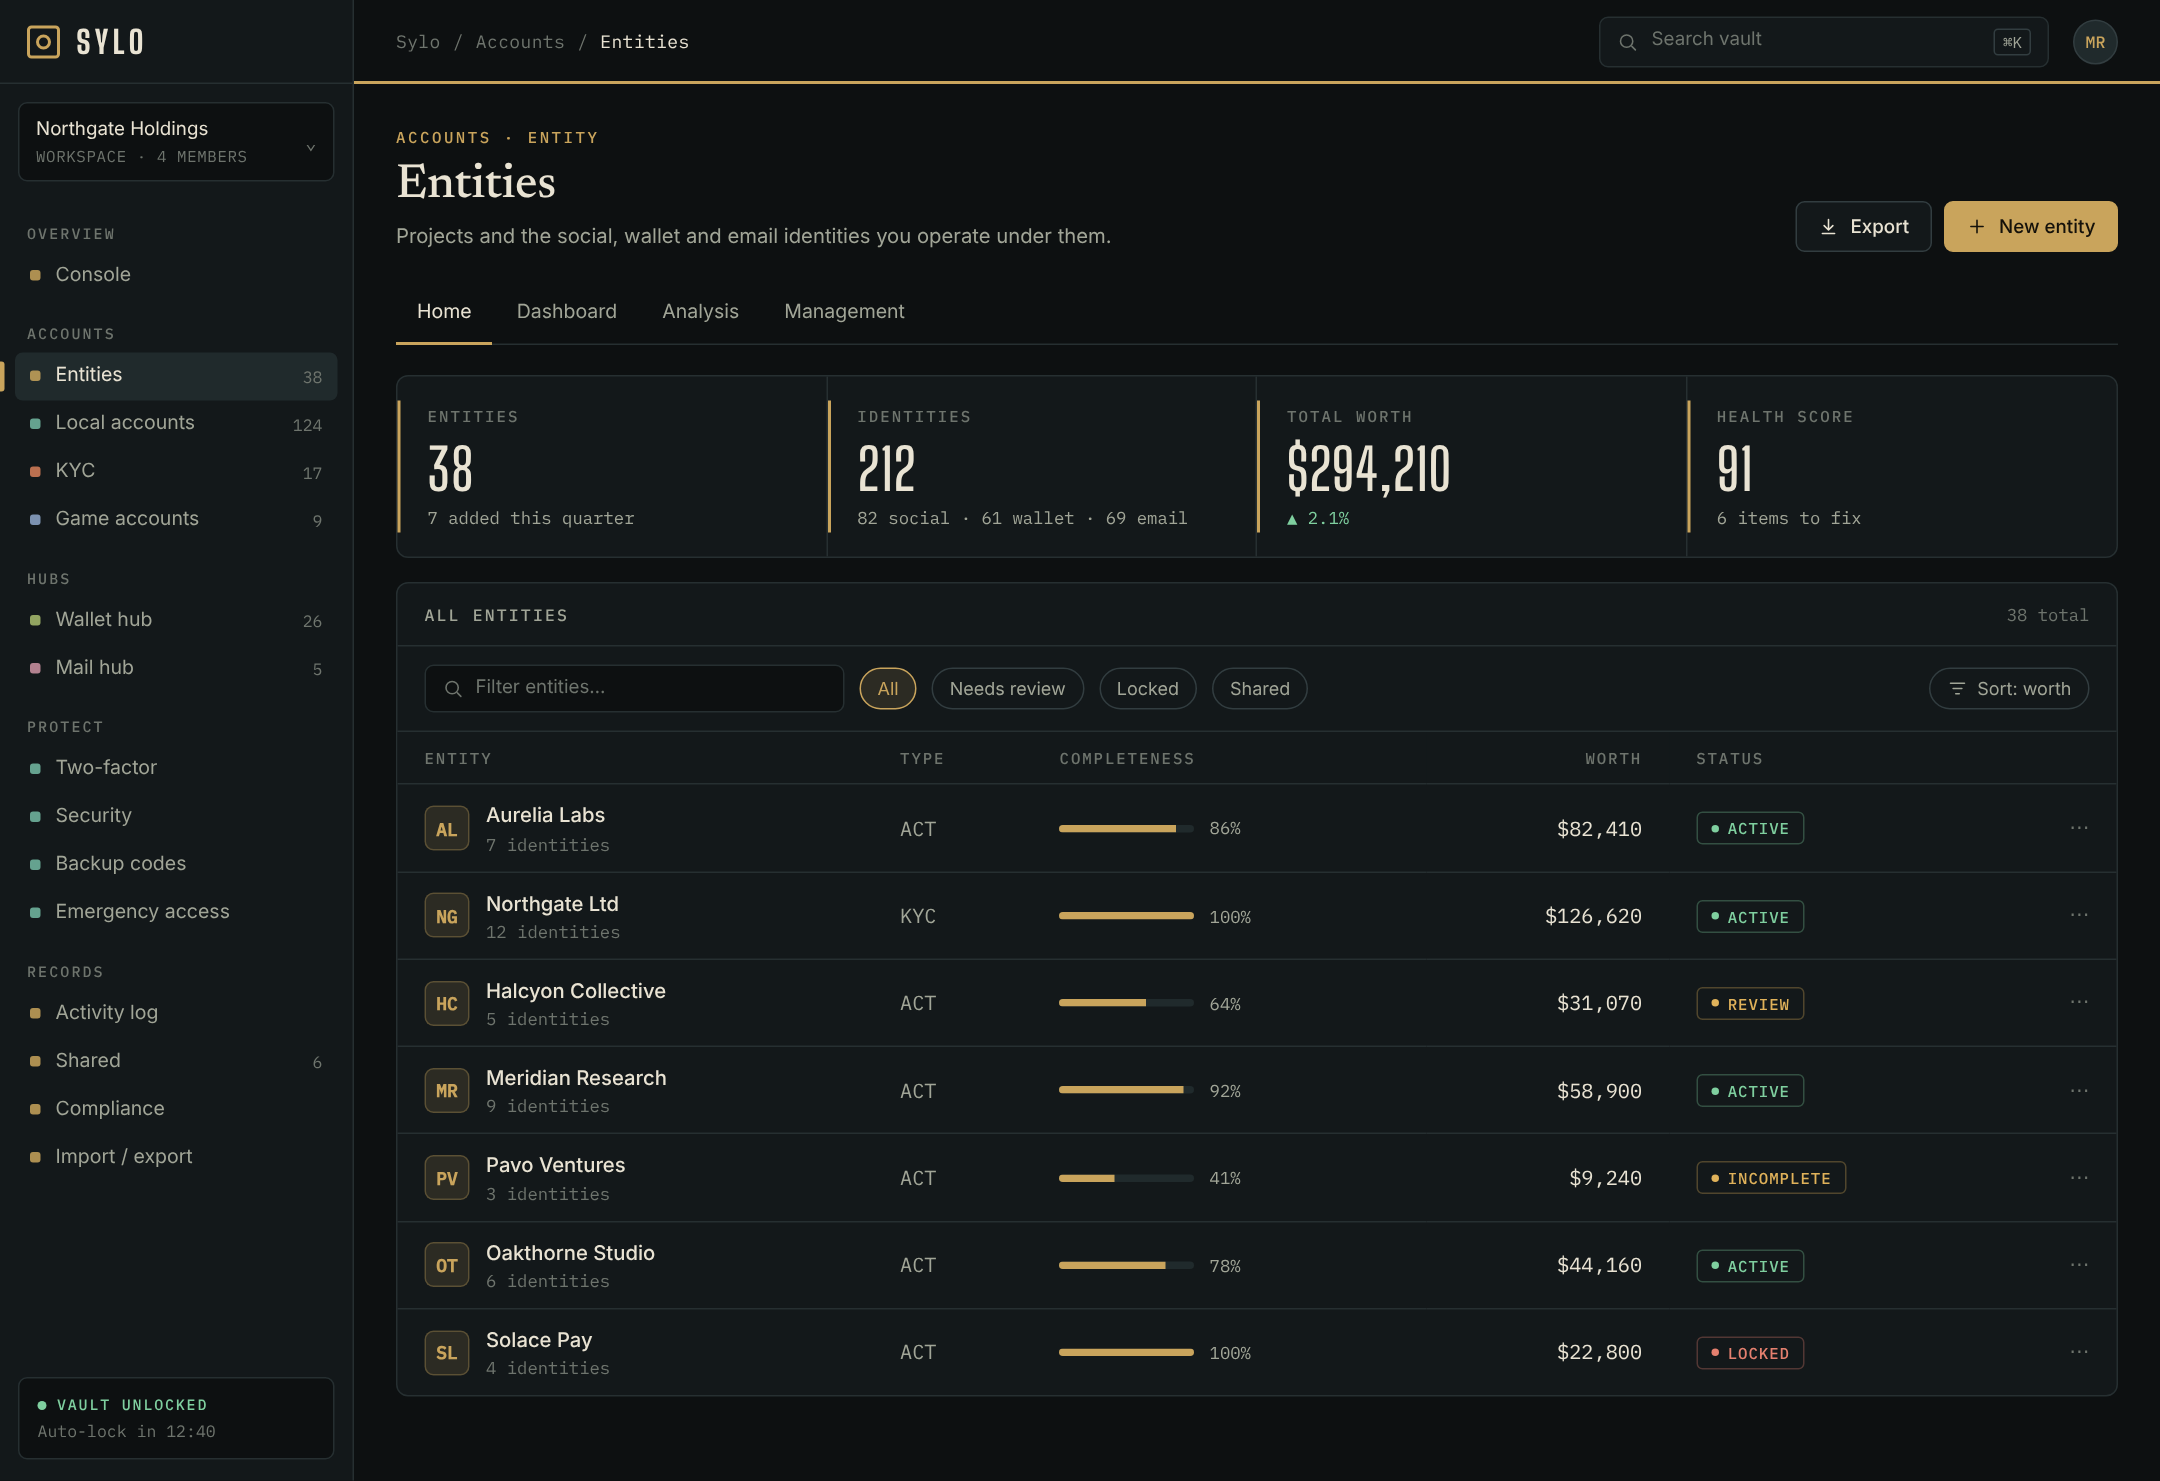 SYLO
Sylo / Accounts / Entities
Search vault
⌘K
MR
Northgate Holdings
WORKSPACE · 4 MEMBERS
OVERVIEW
Console
ACCOUNTS
Entities 38
Local accounts 124
KYC 17
Game accounts 9
HUBS
Wallet hub 26
Mail hub 5
PROTECT
Two-factor
Security
Backup codes
Emergency access
RECORDS
Activity log
Shared 6
Compliance
Import / export
VAULT UNLOCKED
Auto-lock in 12:40
ACCOUNTS · ENTITY
Entities
Projects and the social, wallet and email identities you operate under them.
Export
New entity
Home Dashboard Analysis Management
ENTITIES
38
7 added this quarter
IDENTITIES
212
82 social · 61 wallet · 69 email
TOTAL WORTH
$294,210
▲ 2.1%
HEALTH SCORE
91
6 items to fix
ALL ENTITIES 38 total
Filter entities... All Needs review Locked Shared Sort: worth
ENTITY TYPE COMPLETENESS WORTH STATUS
AL Aurelia Labs ACT 86% $82,410 ACTIVE ···
7 identities
NG Northgate Ltd KYC 100% $126,620 ACTIVE ···
12 identities
HC Halcyon Collective ACT 64% $31,070 REVIEW ···
5 identities
MR Meridian Research ACT 92% $58,900 ACTIVE ···
9 identities
PV Pavo Ventures ACT 41% $9,240 INCOMPLETE ···
3 identities
OT Oakthorne Studio ACT 78% $44,160 ACTIVE ···
6 identities
SL Solace Pay ACT 100% $22,800 LOCKED ···
4 identities